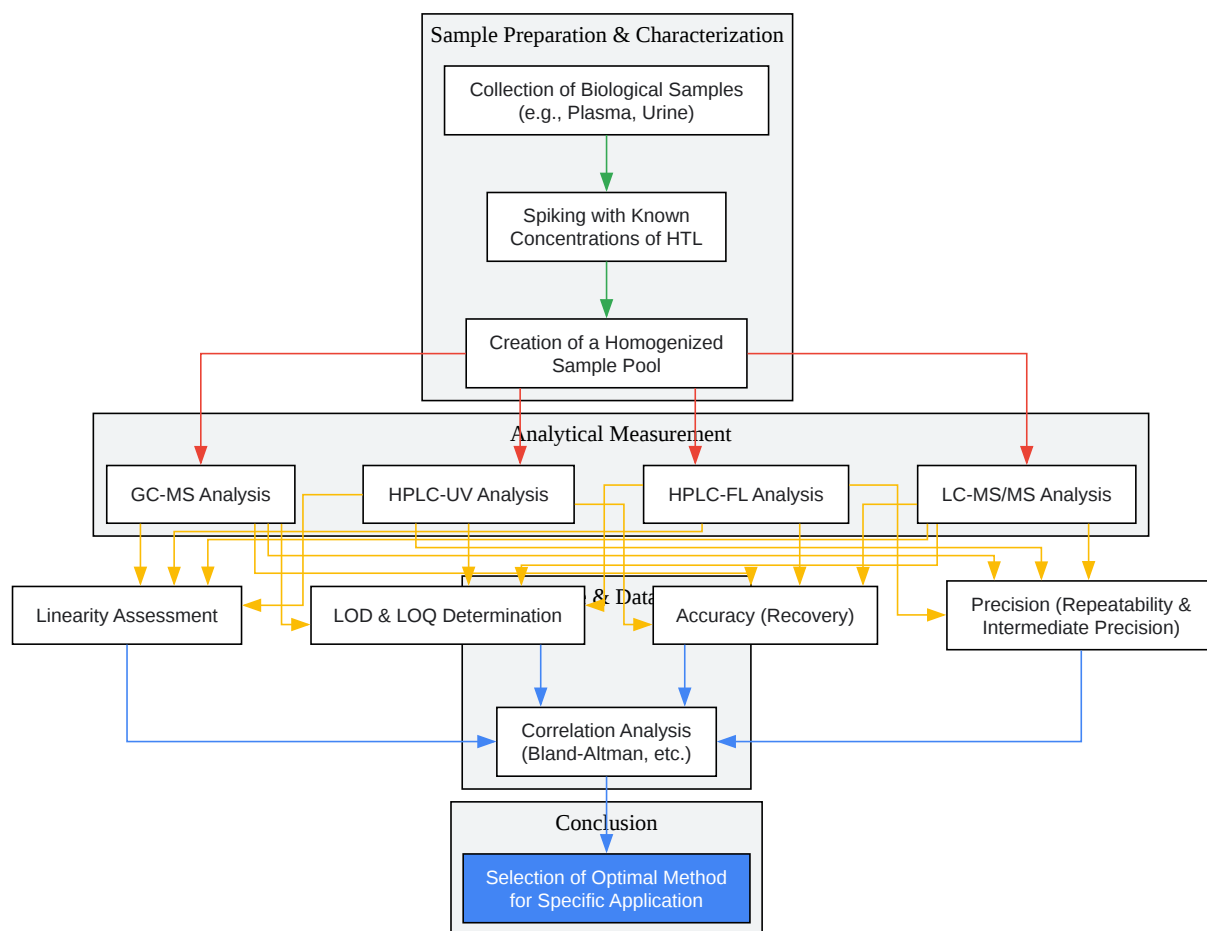 Sample Preparation & Characterization
Collection of Biological Samples
(e.g., Plasma, Urine)
Spiking with Known
Concentrations of HTL
Creation of a Homogenized
Sample Pool
Analytical Measurement
GC-MS Analysis
HPLC-UV Analysis
HPLC-FL Analysis
LC-MS/MS Analysis
& Data
Linearity Assessment
LOD & LOQ Determination
Accuracy (Recovery)
Precision (Repeatability &
Intermediate Precision)
Correlation Analysis
(Bland-Altman, etc.)
Conclusion
Selection of Optimal Method
for Specific Application